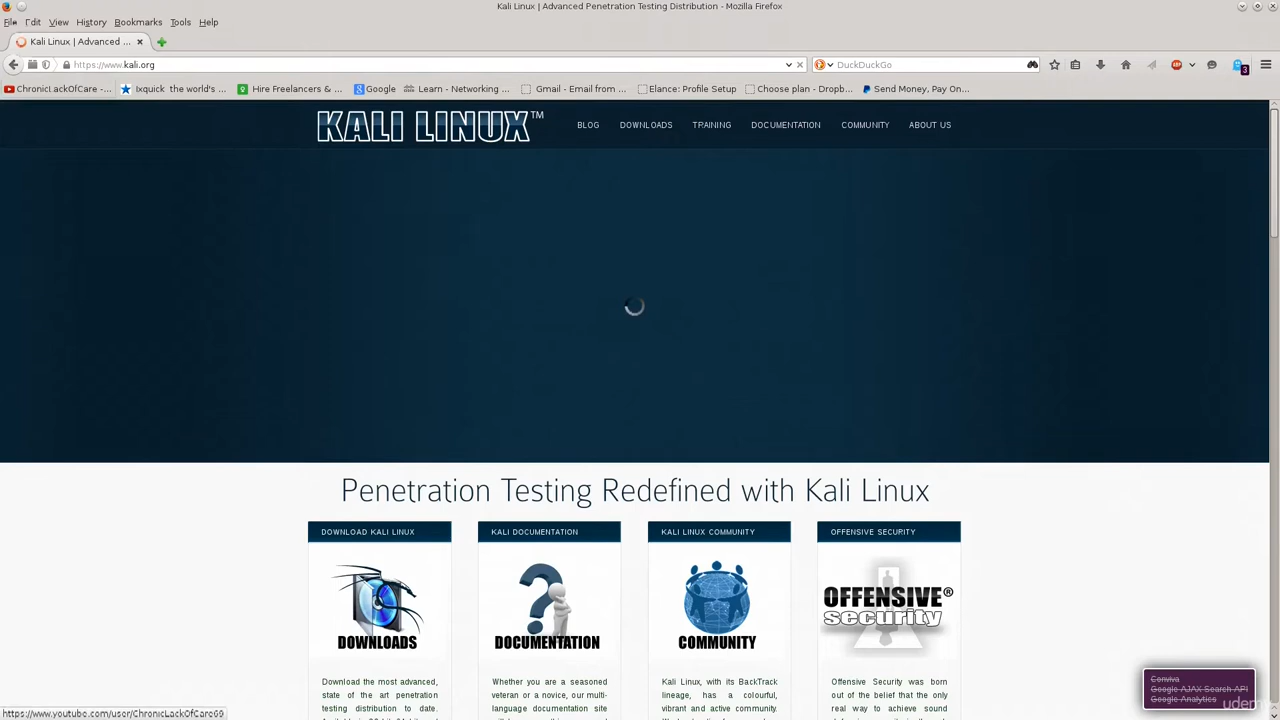 Kali Linux | Advanced Penetration Testing Distribution - Mozilla Firefox
File Edit View History Bookmarks Tools Help
Kali Linux | Advanced ...
https://www.kali.org
DuckDuckGo
3
ChronicLackOfCare -...
Ixquick the world's ...
Hire Freelancers & ...
Google
Learn - Networking ...
Gmail - Email from ...
Elance: Profile Setup
Choose plan - Dropb...
Send Money, Pay On...
KALI LINUX™
BLOG DOWNLOADS TRAINING DOCUMENTATION COMMUNITY ABOUT US
Penetration Testing Redefined with Kali Linux
DOWNLOAD KALI LINUX
DOWNLOADS
Download the most advanced,
state of the art penetration
testing distribution to date.
KALI DOCUMENTATION
DOCUMENTATION
Whether you are a seasoned
veteran or a novice, our multi-
language documentation site
KALI LINUX COMMUNITY
COMMUNITY
Kali Linux, with its BackTrack
lineage, has a colourful,
vibrant and active community.
OFFENSIVE SECURITY
OFFENSIVE®
security
Offensive Security was born
out of the belief that the only
real way to achieve sound
Conviva
Google AJAX Search API
Google Analytics
udemy
https://www.youtube.com/user/ChronicLackOfCare69